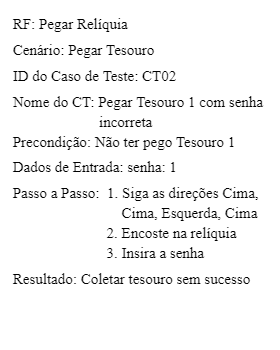 RF: Pegar Relíquia
Cenário: Pegar Tesouro
ID do Caso de Teste: CT02
Nome do CT: Pegar Tesouro 1 com senha
incorreta
Precondição: Não ter pego Tesouro 1
Dados de Entrada: senha: 1
Passo a Passo: 1. Siga as direções Cima,
Cima, Esquerda, Cima
2. Encoste na relíquia
3. Insira a senha
Resultado: Coletar tesouro sem sucesso